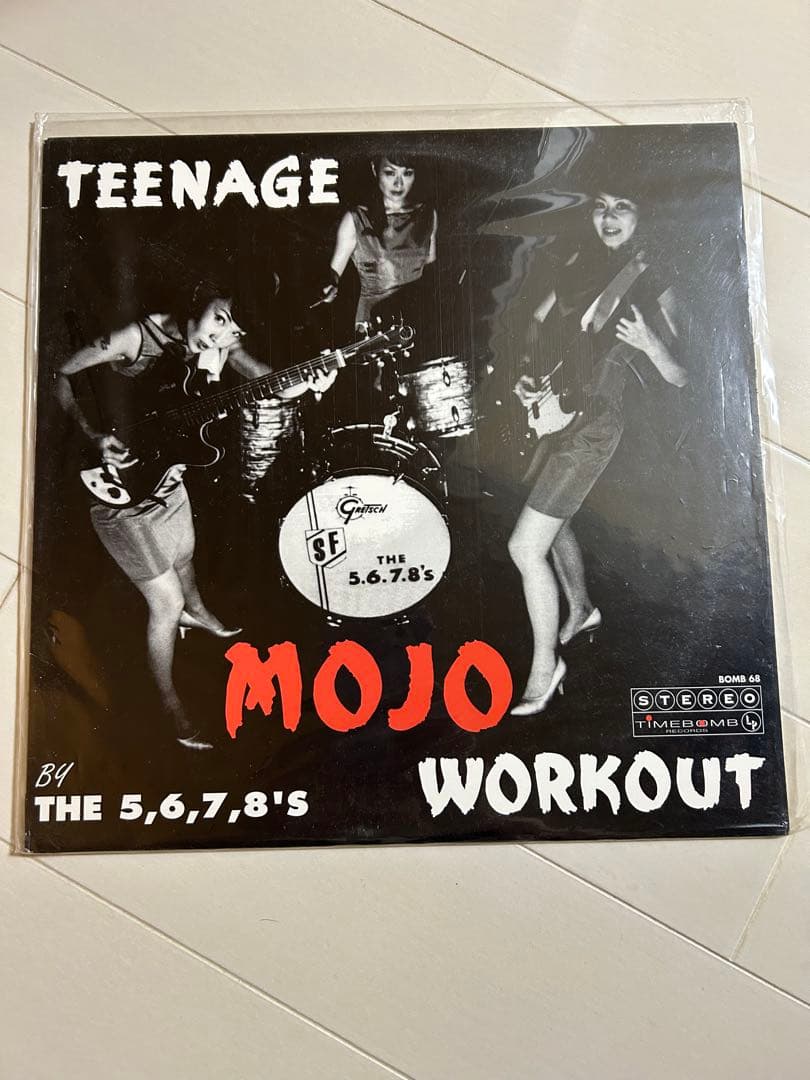 TEENAGE
GRETSCH
SF
THE
5.6.7.8's
MOJO
BOMB 68
STEREO
TIMEBOMB LP
RECORDS
BY
THE 5,6,7,8'S
WORKOUT